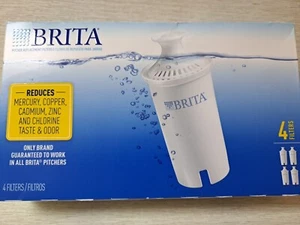 BRITA
REDUCES
MERCURY, COPPER,
CADMIUM, ZINC
AND CHLORINE
TASTE & ODOR
BRITA
ONLY BRAND
GUARANTEED TO WORK
IN ALL BRITA® PITCHERS
4 FILTERS
4 FILTERS/FILTROS